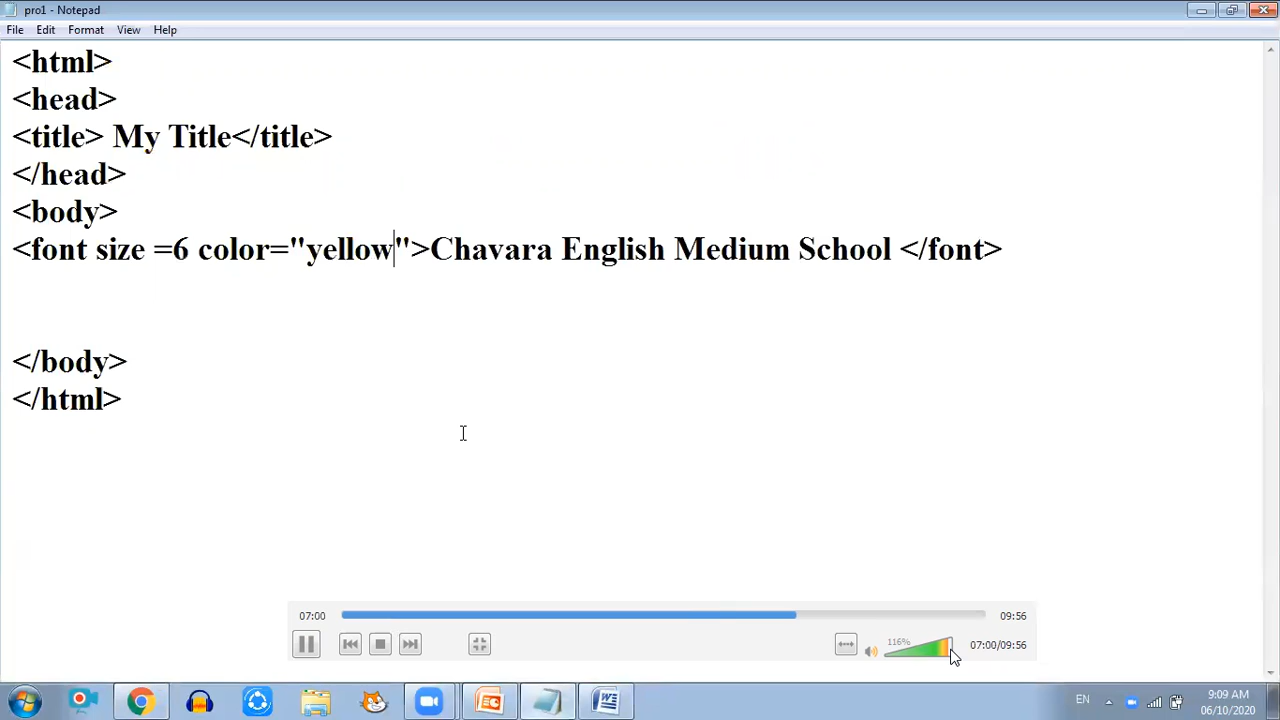 pro1 - Notepad
File Edit Format View Help
<html>
<head>
<title> My Title</title>
</head>
<body>
<font size =6 color="yellow">Chavara English Medium School </font>
</body>
</html>
07:00 09:56
116% 07:00/09:56
EN 9:09 AM
06/10/2020